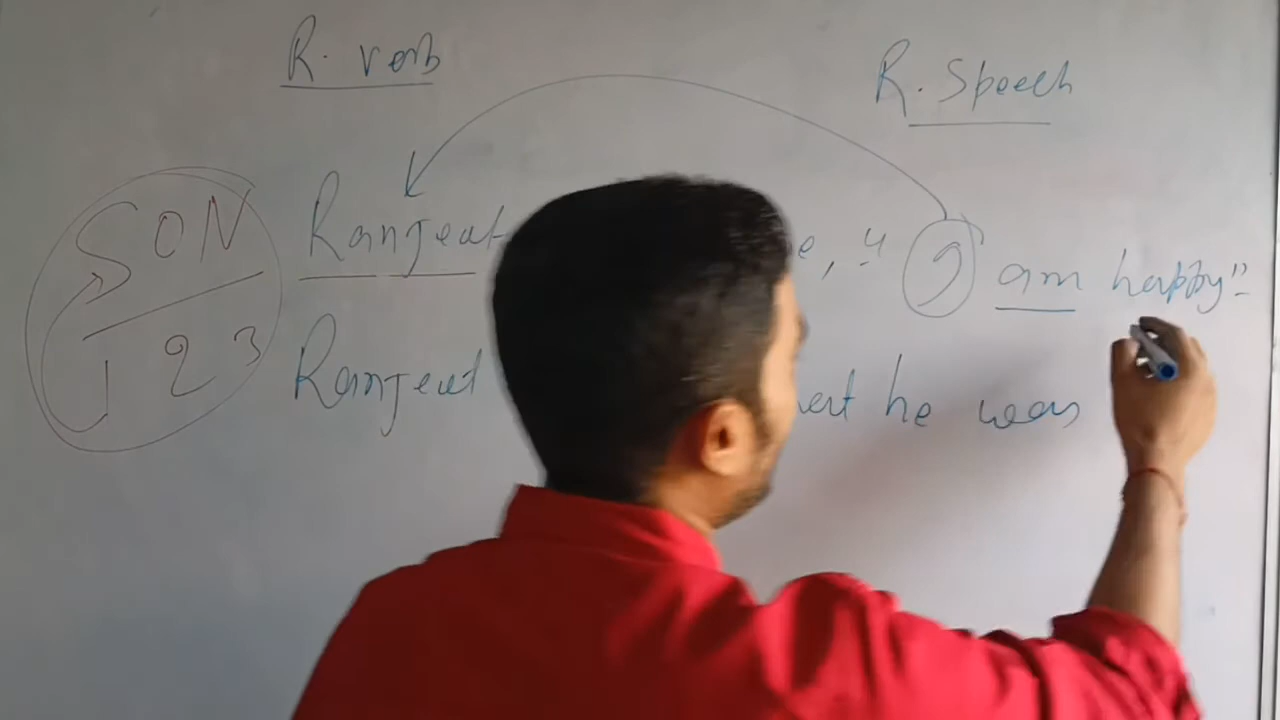 R. verb R. Speech
SON Ranjeet e, " I am happy"
1 2 3 Ranjeet he was